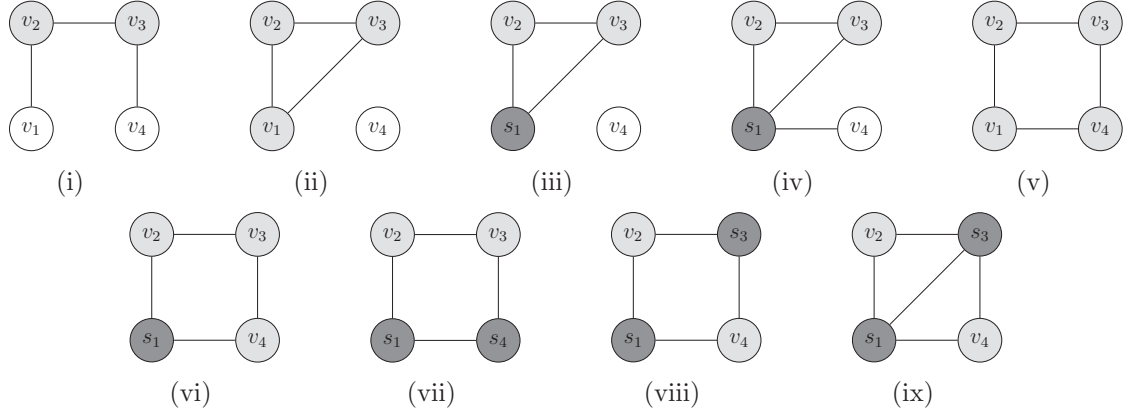 v2 v3 v2 v3 v2 v3 v2 v3 v2 v3
v1 v4 v1 v4 s1 v4 s1 v4 v1 v4
(i) (ii) (iii) (iv) (v)
v2 v3 v2 v3 v2 s3 v2 s3
s1 v4 s1 s4 s1 v4 s1 v4
(vi) (vii) (viii) (ix)